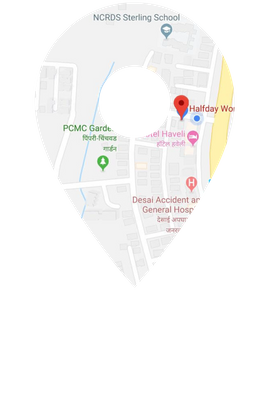 NCRDS Sterling School
Halfday Wo
PCMC Garde
पिंपरी-चिंचवड
गार्डन
otel Haveli
हॉटेल हवेली
Desai Accident an
General Hosp
देसाई अपघा
जनरल